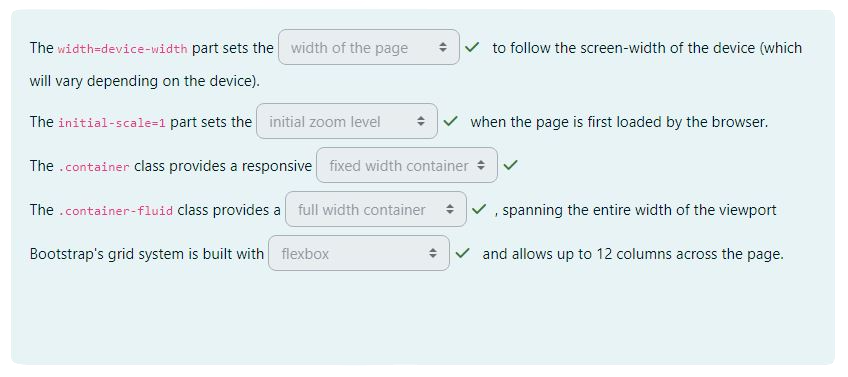 The width=device-width part sets the width of the page to follow the screen-width of the device (which
will vary depending on the device).
The initial-scale=1 part sets the initial zoom level when the page is first loaded by the browser.
The .container class provides a responsive fixed width container
The .container-fluid class provides a full width container , spanning the entire width of the viewport
Bootstrap's grid system is built with flexbox and allows up to 12 columns across the page.